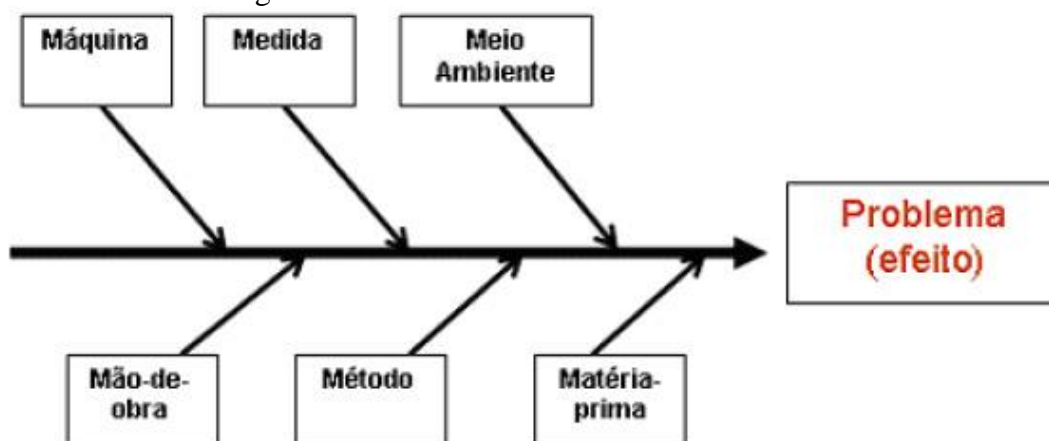 Máquina
Medida
Meio
Ambiente
Problema
(efeito)
Mão-de-
obra
Método
Matéria-
prima